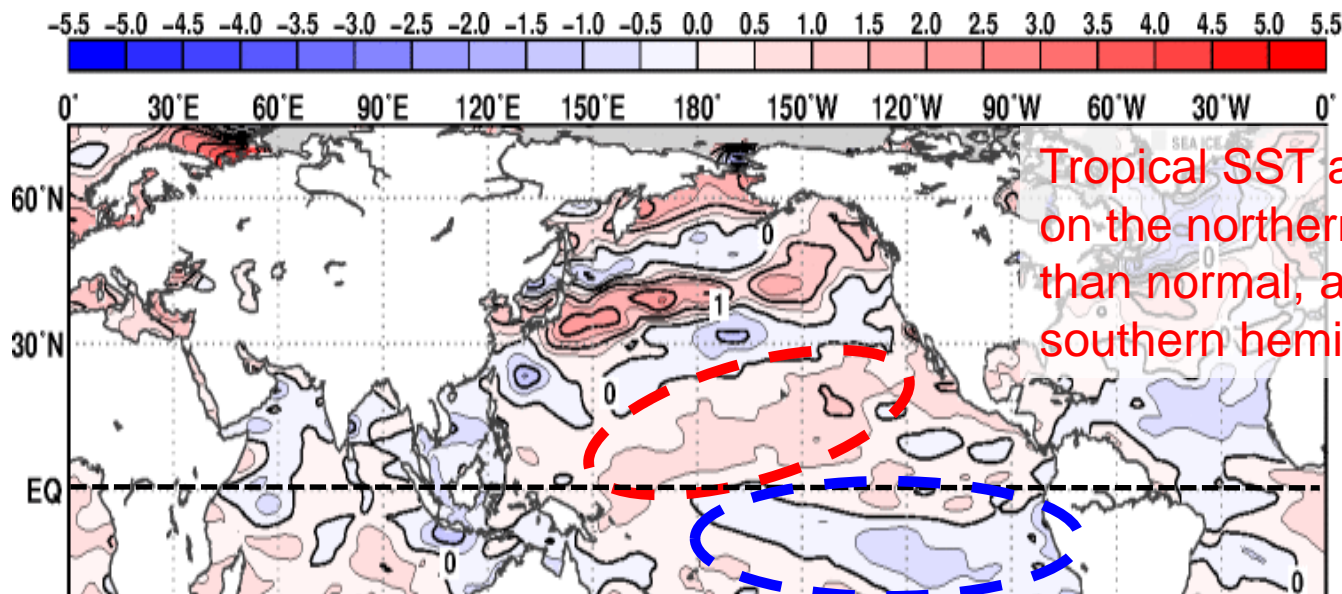 -5.5 -5.0 -4.5 -4.0 -3.5 -3.0 -2.5 -2.0 -1.5 -1.0 -0.5 0.0 0.5 1.0 1.5 2.0 2.5 3.0 3.5 4.0 4.5 5.0 5.5
0° 30°E 60°E 90°E 120°E 150°E 180° 150°W 120°W 90°W 60°W 30°W 0°
SEA ICE
Tropical SST a
on the northern
than normal, a
southern hemi
60°N
30°N
EQ
0
0
1
0
0
0
0
0